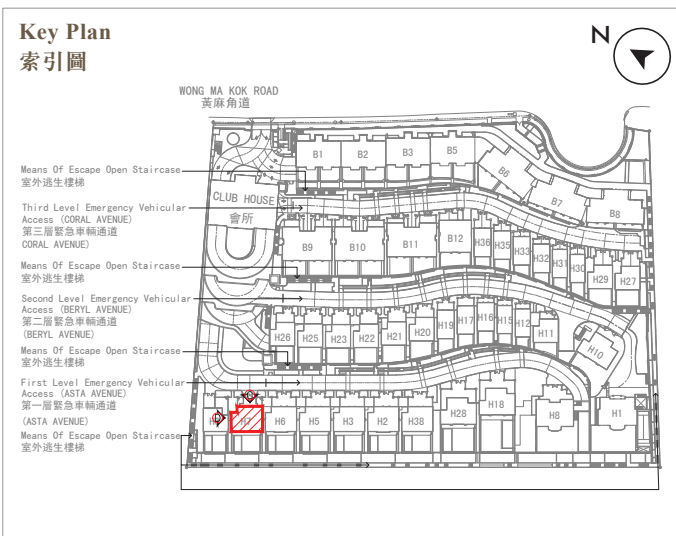 Key Plan
索引圖
N
WONG MA KOK ROAD
黃麻角道
B1
B2
B3
B5
B6
B7
B8
Means Of Escape Open Staircase
室外逃生樓梯
CLUB HOUSE
會所
Third Level Emergency Vehicular
Access (CORAL AVENUE)
第三層緊急車輛通道
CORAL AVENUE)
B9
B10
B11
B12
H36
H35
H33
H32
H31
H30
H29
H27
Means Of Escape Open Staircase
室外逃生樓梯
Second Level Emergency Vehicular
Access (BERYL AVENUE)
第二層緊急車輛通道
(BERYL AVENUE)
H26
H25
H23
H22
H21
H20
H19
H17
H16
H15
H12
H11
H10
Means Of Escape Open Staircase
室外逃生樓梯
First Level Emergency Vehicular
Access (ASTA AVENUE)
第一層緊急車輛通道
(ASTA AVENUE)
H7
H6
H5
H3
H2
H38
H28
H18
H8
H1
Means Of Escape Open Staircase
室外逃生樓梯